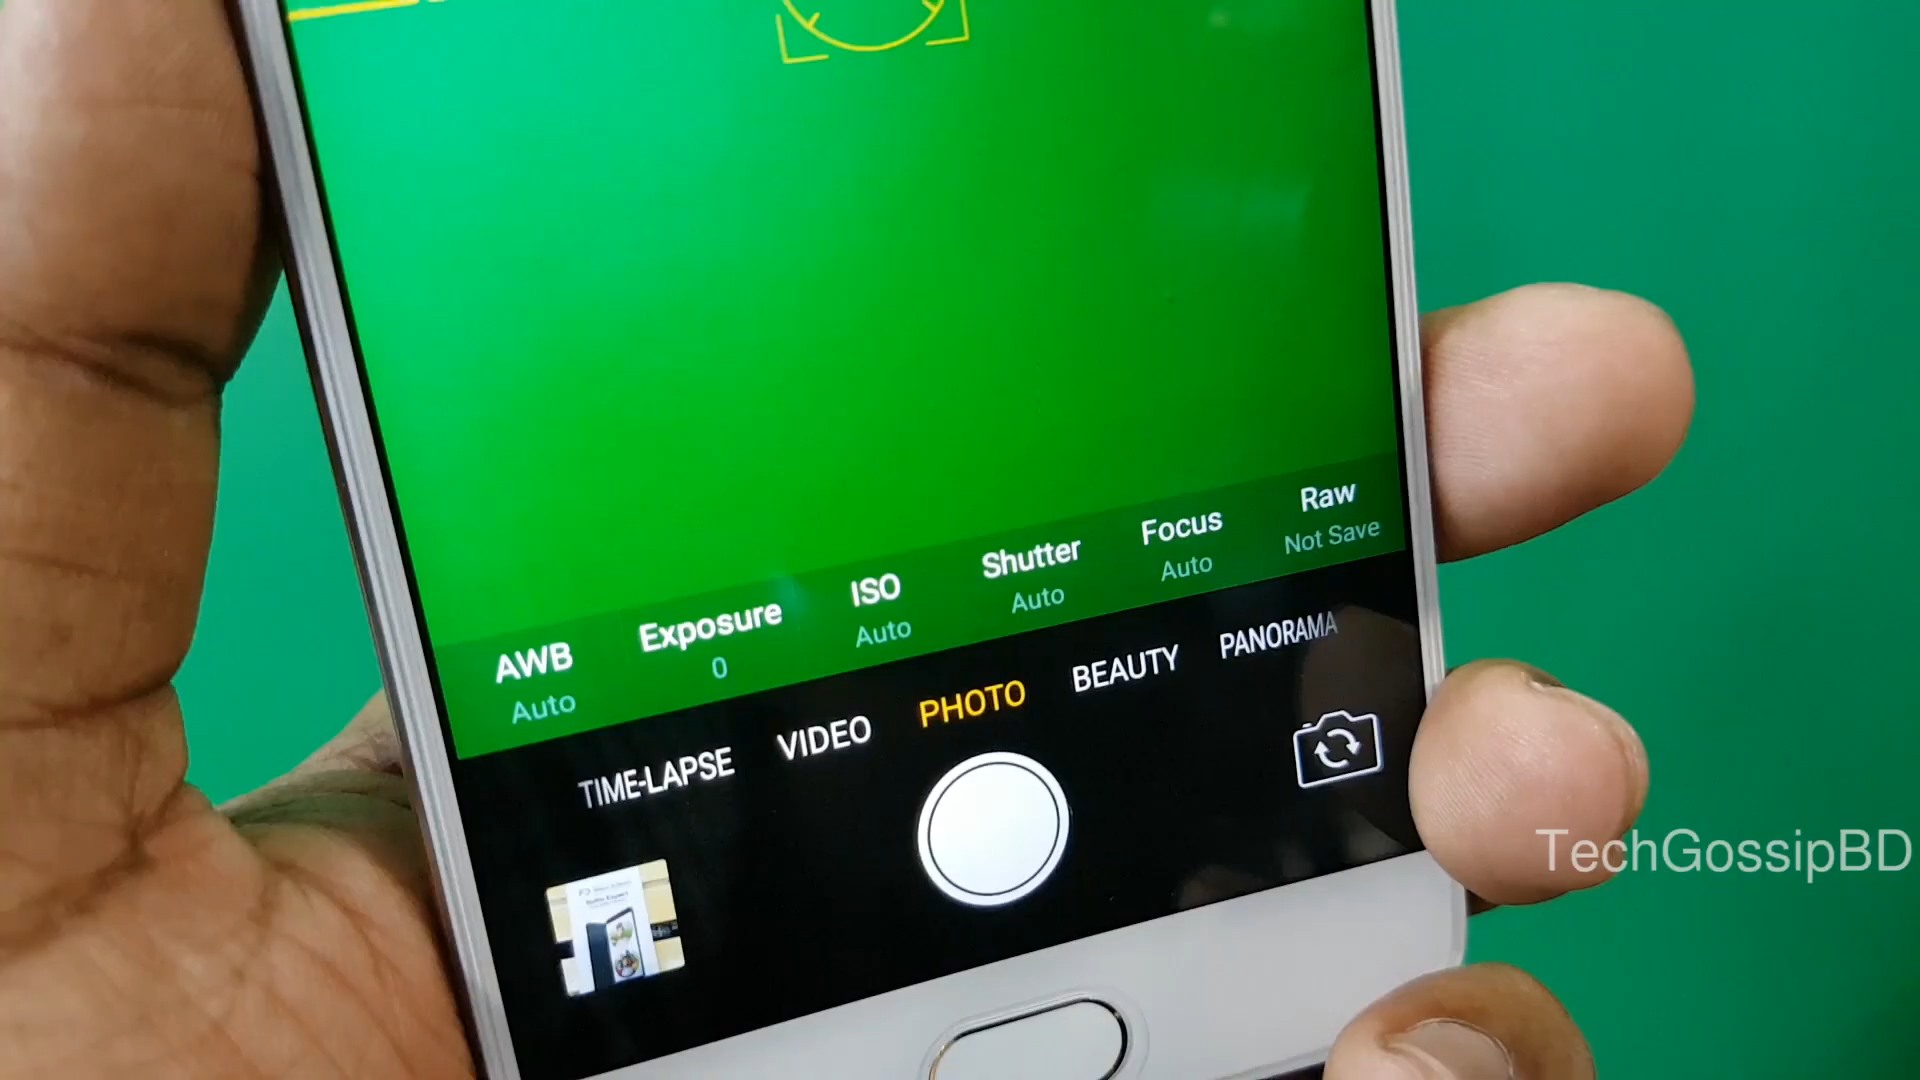 AWB Exposure ISO Shutter Focus Raw
Auto 0 Auto Auto Auto Not Save
TIME-LAPSE VIDEO PHOTO BEAUTY PANORAMA
TechGossipBD